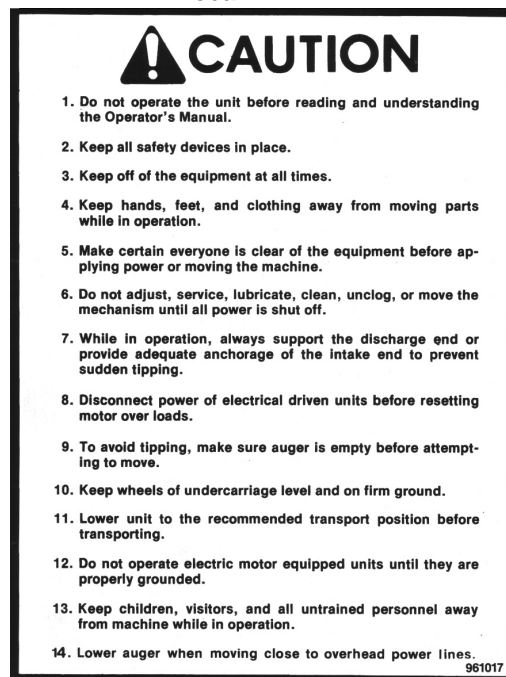 CAUTION
1. Do not operate the unit before reading and understanding
the Operator's Manual.
2. Keep all safety devices in place.
3. Keep off of the equipment at all times.
4. Keep hands, feet, and clothing away from moving parts
while in operation.
5. Make certain everyone is clear of the equipment before ap-
plying power or moving the machine.
6. Do not adjust, service, lubricate, clean, unclog, or move the
mechanism until all power is shut off.
7. While in operation, always support the discharge end or
provide adequate anchorage of the intake end to prevent
sudden tipping.
8. Disconnect power of electrical driven units before resetting
motor over loads.
9. To avoid tipping, make sure auger is empty before attempt-
ing to move.
10. Keep wheels of undercarriage level and on firm ground.
11. Lower unit to the recommended transport position before
transporting.
12. Do not operate electric motor equipped units until they are
properly grounded.
13. Keep children, visitors, and all untrained personnel away
from machine while in operation.
14. Lower auger when moving close to overhead power lines.
961017